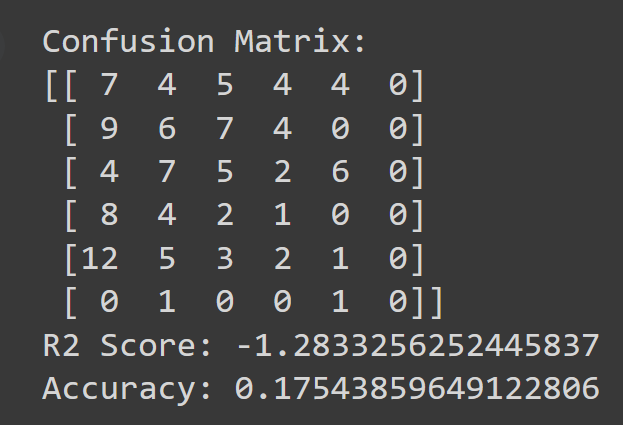 Confusion Matrix:
[[ 7  4  5  4  4  0]
 [ 9  6  7  4  0  0]
 [ 4  7  5  2  6  0]
 [ 8  4  2  1  0  0]
 [12  5  3  2  1  0]
 [ 0  1  0  0  1  0]]
R2 Score: -1.2833256252445837
Accuracy: 0.17543859649122806